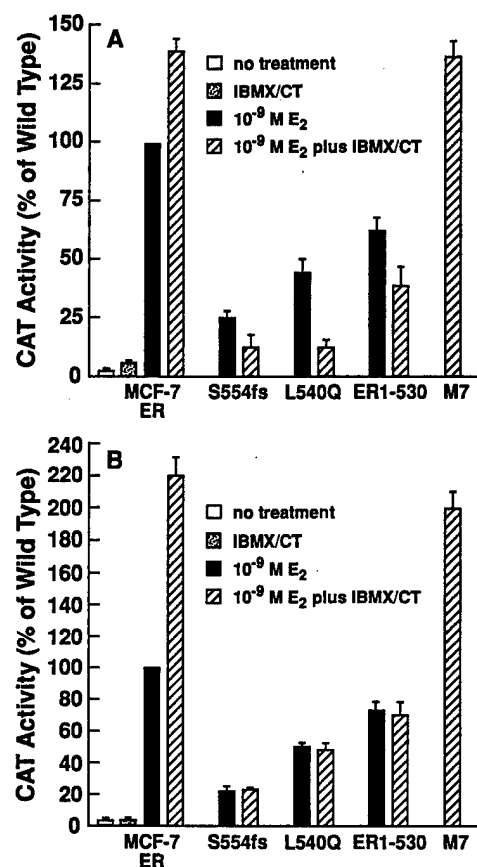 A
CAT Activity (% of Wild Type)
150
125
100
75
50
25
0
no treatment
IBMX/CT
10⁻⁹ M E₂
10⁻⁹ M E₂ plus IBMX/CT
MCF-7
ER
S554fs
L540Q
ER1-530
M7
B
CAT Activity (% of Wild Type)
240
220
200
180
160
140
120
100
80
60
40
20
0
no treatment
IBMX/CT
10⁻⁹ M E₂
10⁻⁹ M E₂ plus IBMX/CT
MCF-7
ER
S554fs
L540Q
ER1-530
M7